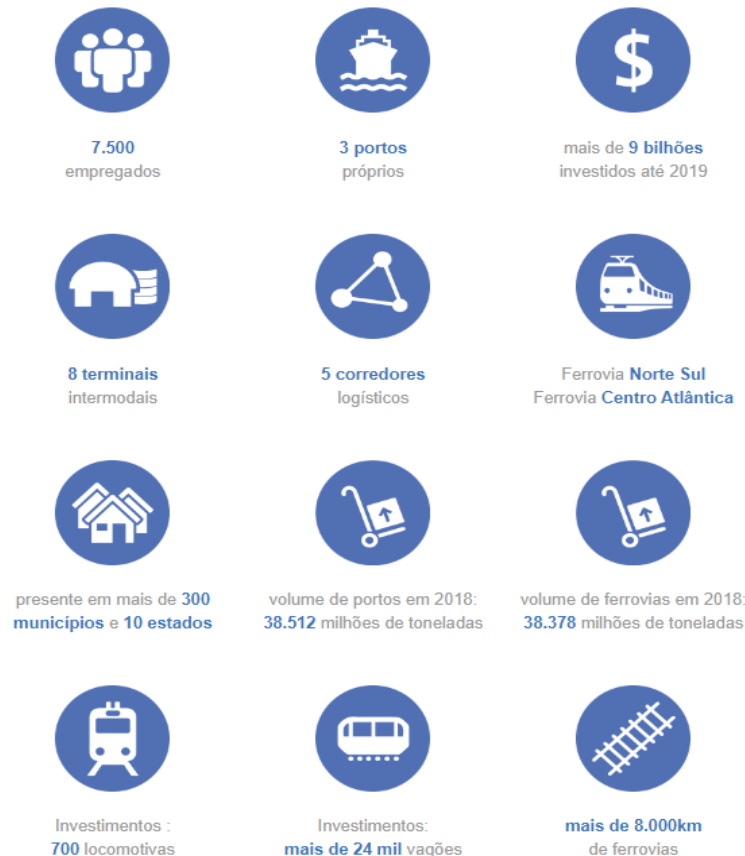 $
7.500
empregados
3 portos
próprios
mais de 9 bilhões
investidos até 2019
8 terminais
intermodais
5 corredores
logísticos
Ferrovia Norte Sul
Ferrovia Centro Atlântica
presente em mais de 300
municípios e 10 estados
volume de portos em 2018:
38.512 milhões de toneladas
volume de ferrovias em 2018:
38.378 milhões de toneladas
Investimentos :
700 locomotivas
Investimentos:
mais de 24 mil vagões
mais de 8.000km
de ferrovias